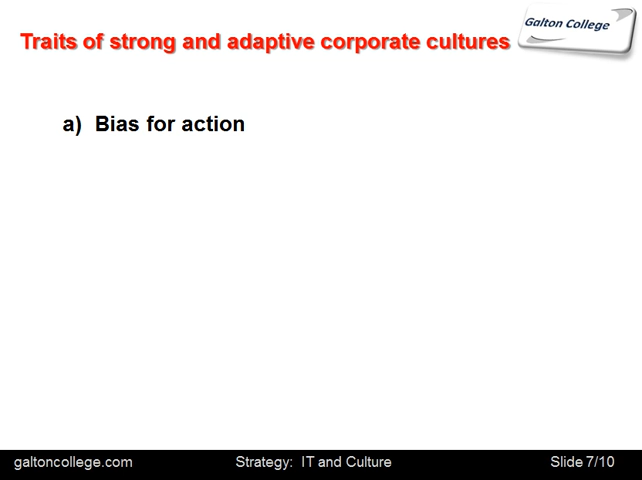 Galton College
Traits of strong and adaptive corporate cultures
a) Bias for action
galtoncollege.com Strategy: IT and Culture Slide 7/10